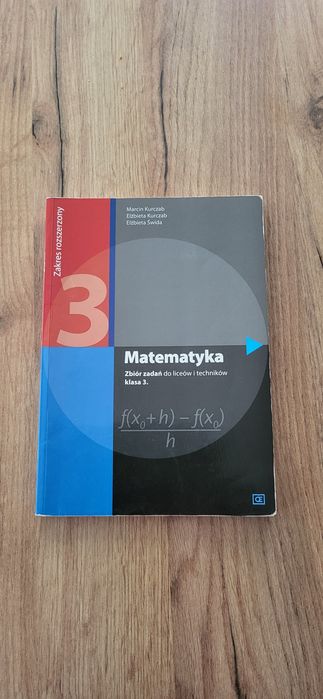 Zakres rozszerzony
Marcin Kurczab
Elżbieta Kurczab
Elżbieta Świda
3
Matematyka
Zbiór zadań do liceów i techników
klasa 3.
f(x₀+h) – f(x₀)
h
OE